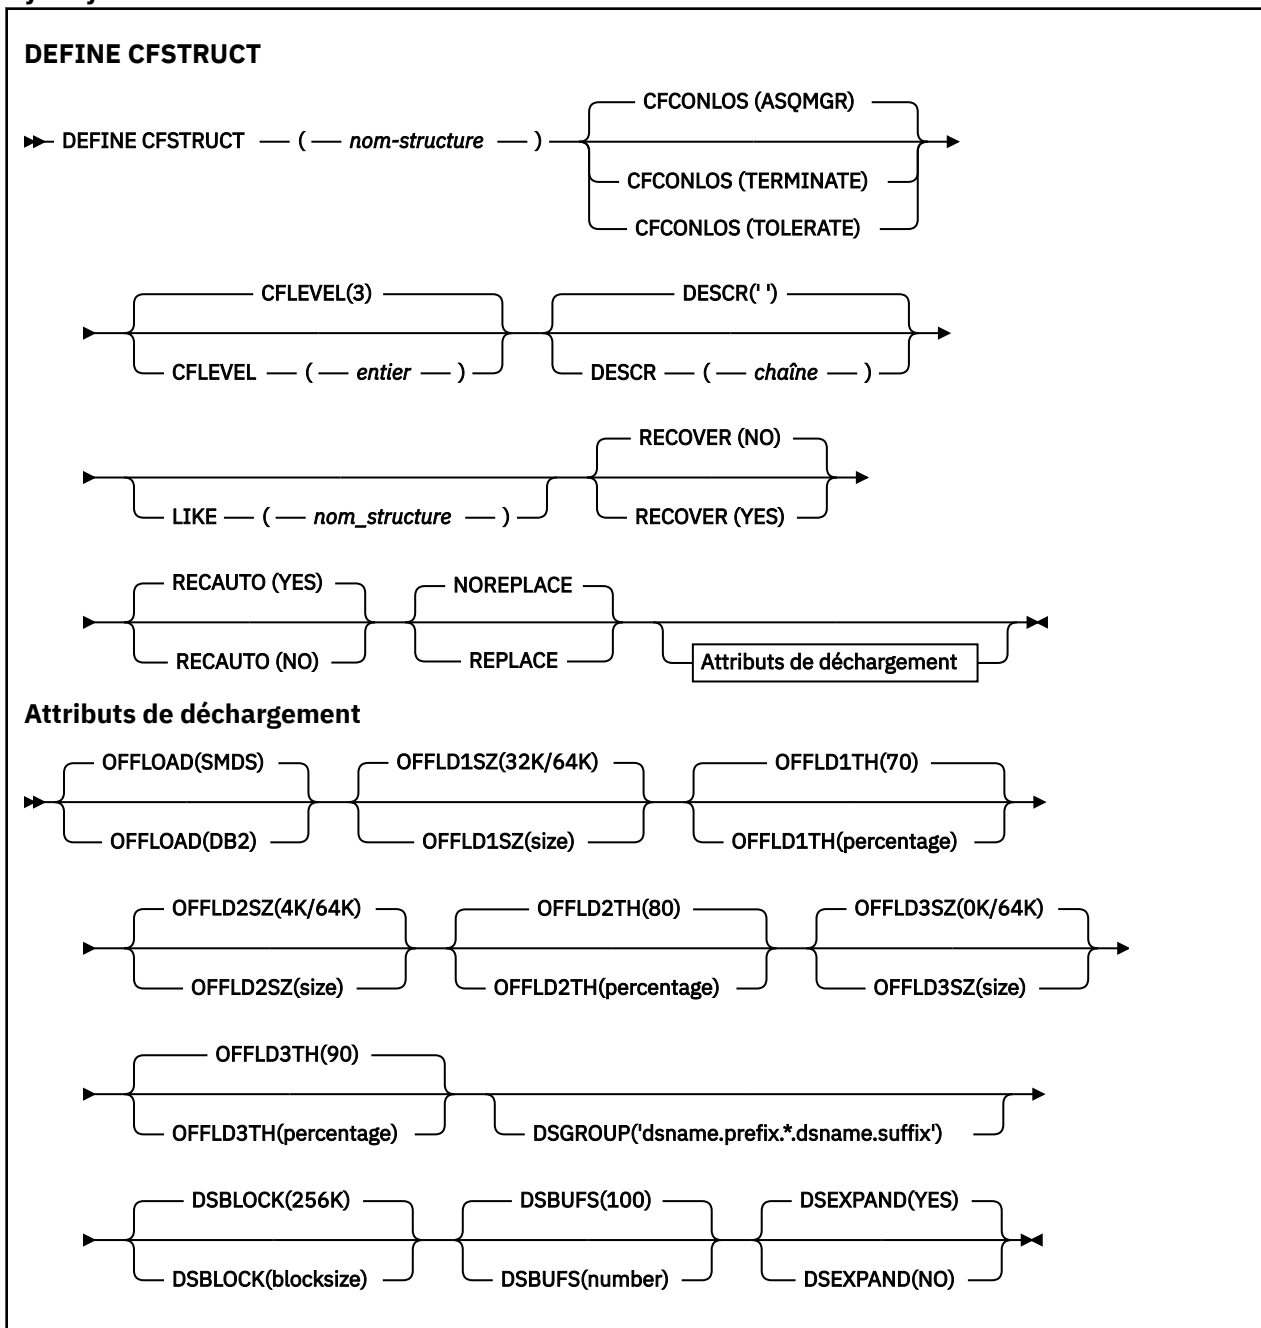 DEFINE CFSTRUCT
CFCONLOS (ASQMGR)
DEFINE CFSTRUCT ( nom-structure )
CFCONLOS (TERMINATE)
CFCONLOS (TOLERATE)
CFLEVEL(3) DESCR(' ')
CFLEVEL ( entier ) DESCR ( chaîne )
RECOVER (NO)
LIKE ( nom_structure ) RECOVER (YES)
RECAUTO (YES) NOREPLACE
RECAUTO (NO) REPLACE Attributs de déchargement
Attributs de déchargement
OFFLOAD(SMDS) OFFLD1SZ(32K/64K) OFFLD1TH(70)
OFFLOAD(DB2) OFFLD1SZ(size) OFFLD1TH(percentage)
OFFLD2SZ(4K/64K) OFFLD2TH(80) OFFLD3SZ(0K/64K)
OFFLD2SZ(size) OFFLD2TH(percentage) OFFLD3SZ(size)
OFFLD3TH(90)
OFFLD3TH(percentage) DSGROUP('dsname.prefix.*.dsname.suffix')
DSBLOCK(256K) DSBUFS(100) DSEXPAND(YES)
DSBLOCK(blocksize) DSBUFS(number) DSEXPAND(NO)